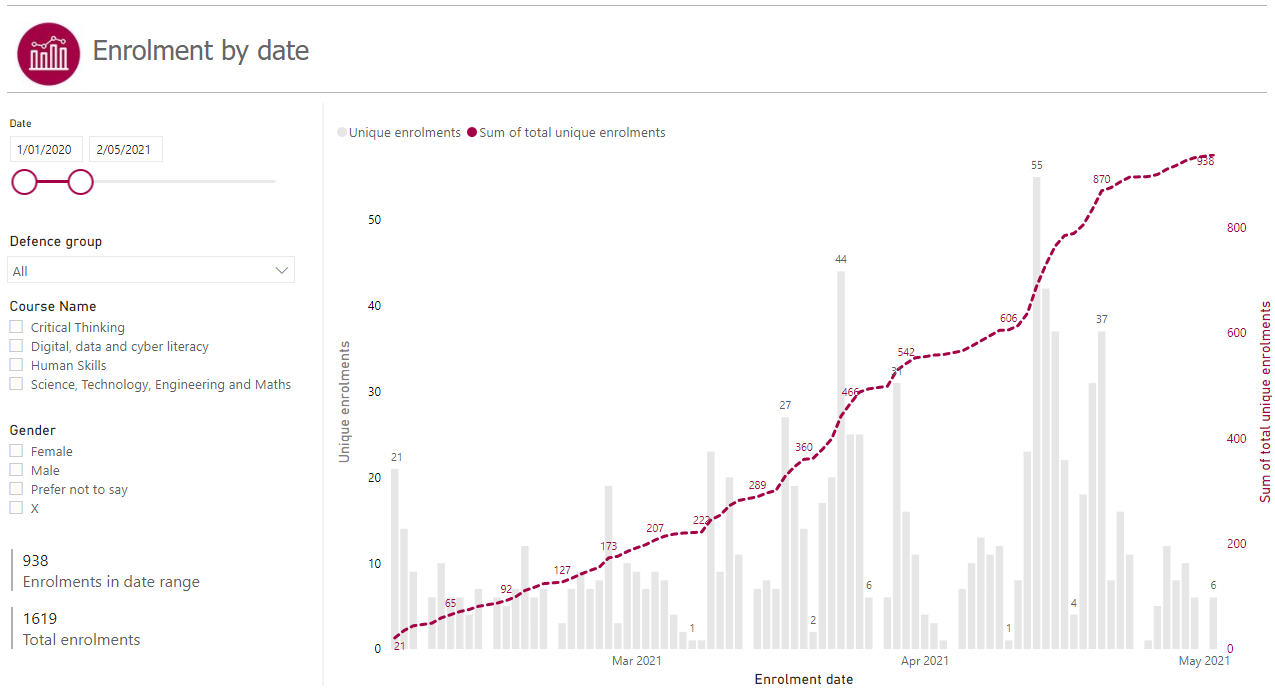 Enrolment by date
Date
1/01/2020 2/05/2021
Defence group
All
Course Name
Critical Thinking
Digital, data and cyber literacy
Human Skills
Science, Technology, Engineering and Maths
Gender
Female
Male
Prefer not to say
X
938
Enrolments in date range
1619
Total enrolments
Unique enrolments Sum of total unique enrolments
Unique enrolments
50
40
30
20
10
0
21
27
44
31
55
37
1
2
6
1
4
6
21
65
92
127
173
207
222
289
360
466
542
606
870
938
800
600
400
200
0
Sum of total unique enrolments
Mar 2021 Apr 2021 May 2021
Enrolment date